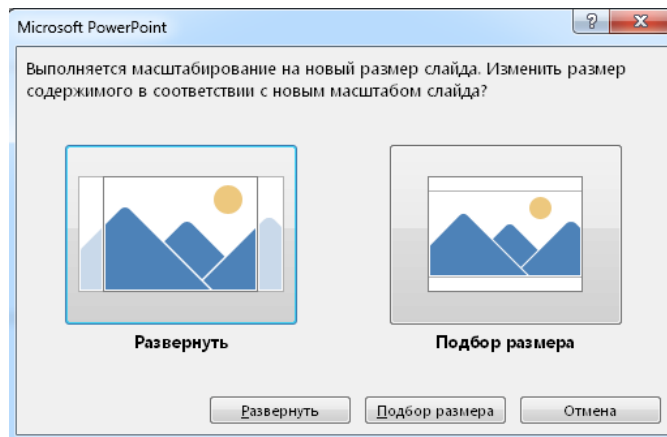 Microsoft PowerPoint
?
Выполняется масштабирование на новый размер слайда. Изменить размер
содержимого в соответствии с новым масштабом слайда?
Развернуть Подбор размера
Развернуть Подбор размера Отмена